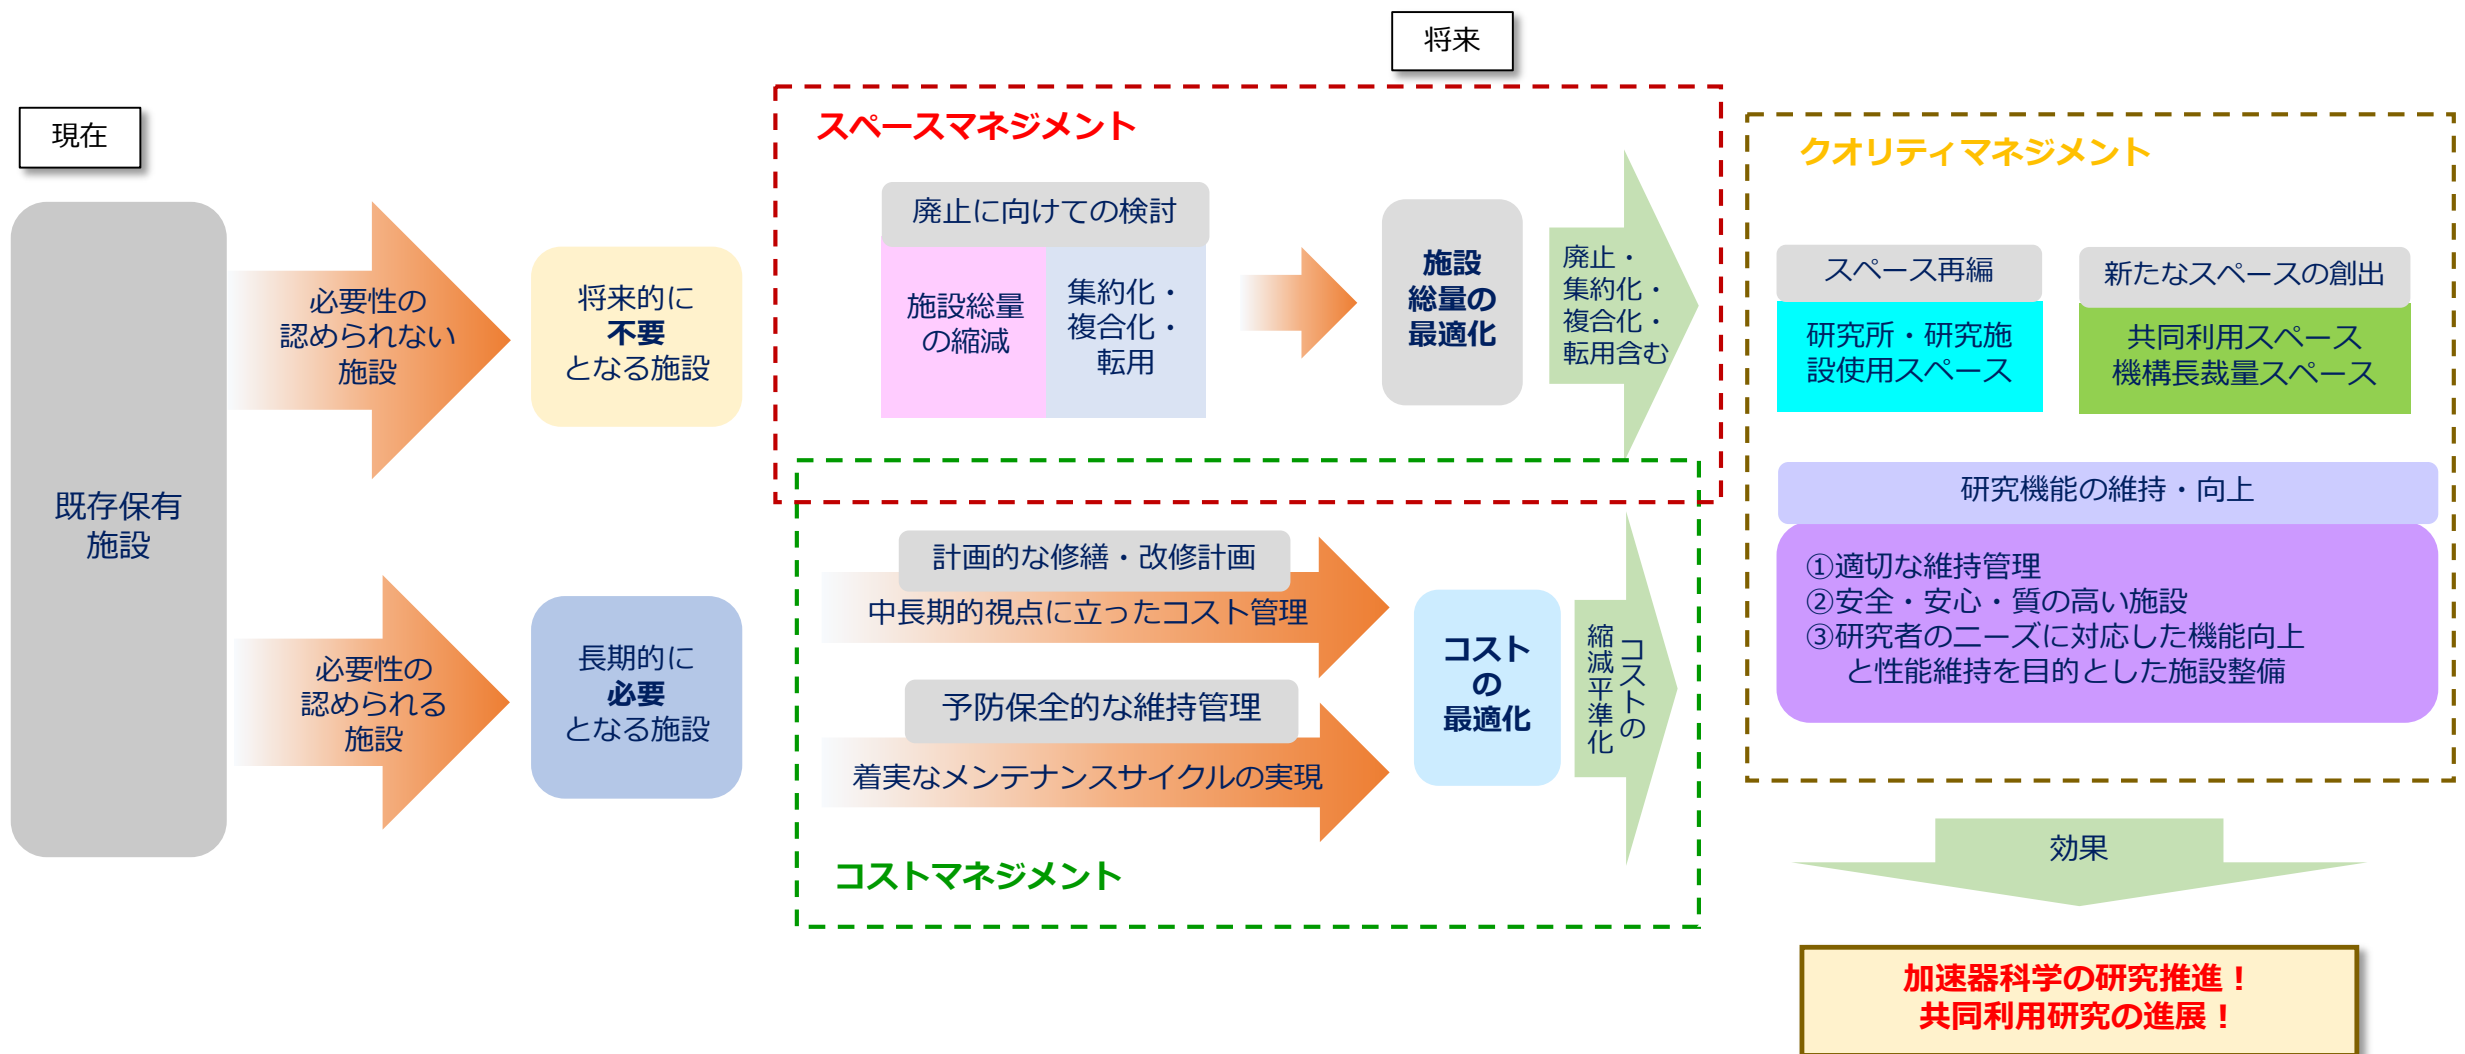 将来
現在
スペースマネジメント
クオリティマネジメント
既存保有
施設
必要性の
認められない
施設
将来的に
不要
となる施設
廃止に向けての検討
施設総量
の縮減
集約化・
複合化・
転用
施設
総量の
最適化
廃止・
集約化・
複合化・
転用含む
スペース再編
研究所・研究施
設使用スペース
新たなスペースの創出
共同利用スペース
機構長裁量スペース
必要性の
認められる
施設
長期的に
必要
となる施設
計画的な修繕・改修計画
中長期的視点に立ったコスト管理
予防保全的な維持管理
着実なメンテナンスサイクルの実現
コスト
の
最適化
コストの
縮減平準化
コストマネジメント
研究機能の維持・向上
①適切な維持管理
②安全・安心・質の高い施設
③研究者のニーズに対応した機能向上
と性能維持を目的とした施設整備
効果
加速器科学の研究推進！
共同利用研究の進展！